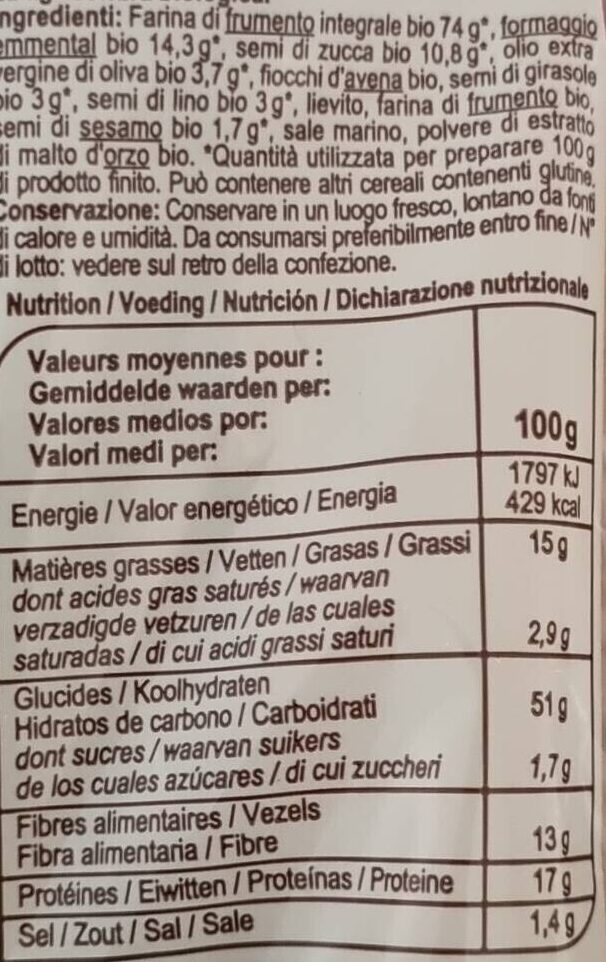 ngredienti: Farina di frumento integrale bio 74 g*, formaggio
emmental bio 14,3 g*, semi di zucca bio 10,8 g*, olio extra
vergine di oliva bio 3,7 g*, fiocchi d'avena bio, semi di girasole
bio 3 g*, semi di lino bio 3 g*, lievito, farina di frumento bio,
semi di sesamo bio 1,7 g*, sale marino, polvere di estratto
di malto d'orzo bio. *Quantità utilizzata per preparare 100 g
di prodotto finito. Può contenere altri cereali contenenti glutine.
Conservazione: Conservare in un luogo fresco, lontano da fonti
di calore e umidità. Da consumarsi preferibilmente entro fine / N°
di lotto: vedere sul retro della confezione.
Nutrition / Voeding / Nutrición / Dichiarazione nutrizionale
Valeurs moyennes pour :
Gemiddelde waarden per:
Valores medios por:
Valori medi per:
100 g
Energie / Valor energético / Energia
1797 kJ
429 kcal
Matières grasses / Vetten / Grasas / Grassi
15 g
dont acides gras saturés / waarvan
verzadigde vetzuren / de las cuales
saturadas / di cui acidi grassi saturi
2,9 g
Glucides / Koolhydraten
Hidratos de carbono / Carboidrati
51 g
dont sucres / waarvan suikers
de los cuales azúcares / di cui zuccheri
1,7 g
Fibres alimentaires / Vezels
Fibra alimentaria / Fibre
13 g
Protéines / Eiwitten / Proteínas / Proteine
17 g
Sel / Zout / Sal / Sale
1,4 g